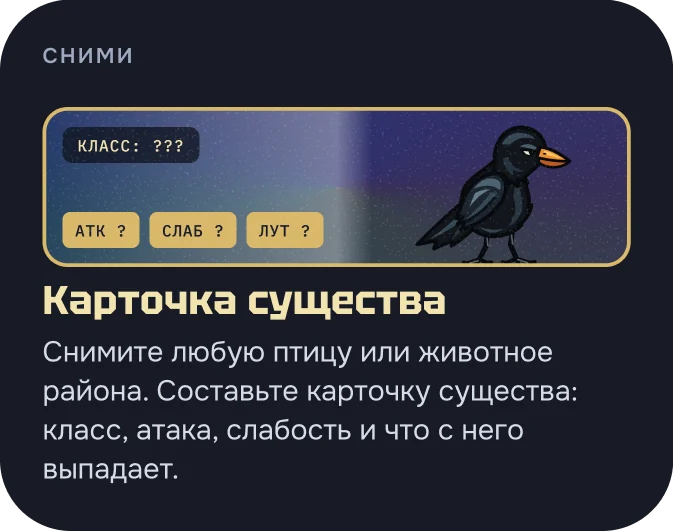 СНИМИ
КЛАСС: ???
АТК ? СЛАБ ? ЛУТ ?
Карточка существа
Снимите любую птицу или животное
района. Составьте карточку существа:
класс, атака, слабость и что с него
выпадает.